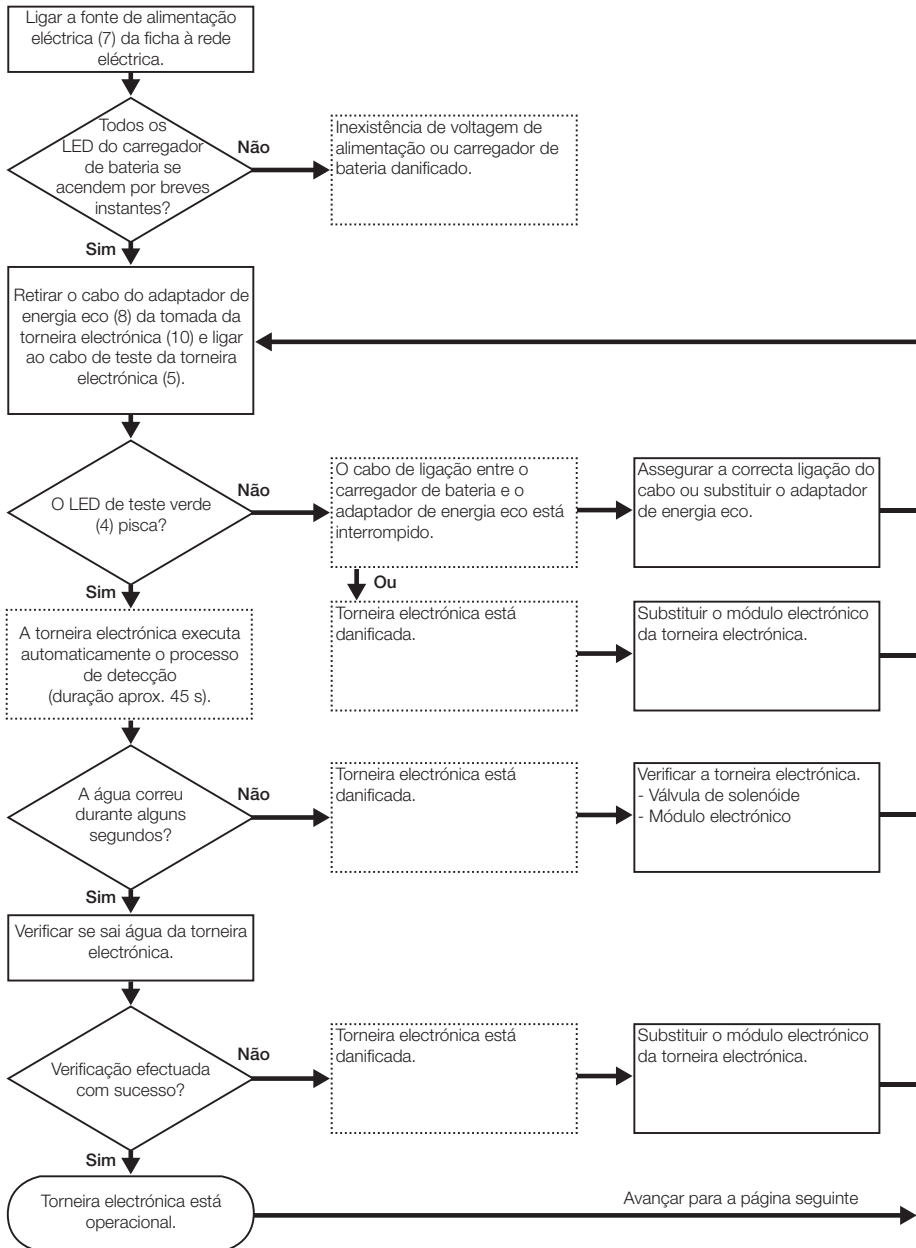 Ligar a fonte de alimentação
eléctrica (7) da ficha à rede
eléctrica.
Todos os
LED do carregador
de bateria se
acendem por breves
instantes?
Não
Inexistência de voltagem de
alimentação ou carregador de
bateria danificado.
Sim
Retirar o cabo do adaptador de
energia eco (8) da tomada da
torneira electrónica (10) e ligar
ao cabo de teste da torneira
electrónica (5).
O LED de teste verde
(4) pisca?
Não
O cabo de ligação entre o
carregador de bateria e o
adaptador de energia eco está
interrompido.
Assegurar a correcta ligação do
cabo ou substituir o adaptador
de energia eco.
Sim
Ou
A torneira electrónica executa
automaticamente o processo
de detecção
(duração aprox. 45 s).
Torneira electrónica está
danificada.
Substituir o módulo electrónico
da torneira electrónica.
A água correu
durante alguns
segundos?
Não
Torneira electrónica está
danificada.
Verificar a torneira electrónica.
- Válvula de solenóide
- Módulo electrónico
Sim
Verificar se sai água da torneira
electrónica.
Verificação efectuada
com sucesso?
Não
Torneira electrónica está
danificada.
Substituir o módulo electrónico
da torneira electrónica.
Sim
Torneira electrónica está
operacional.
Avançar para a página seguinte